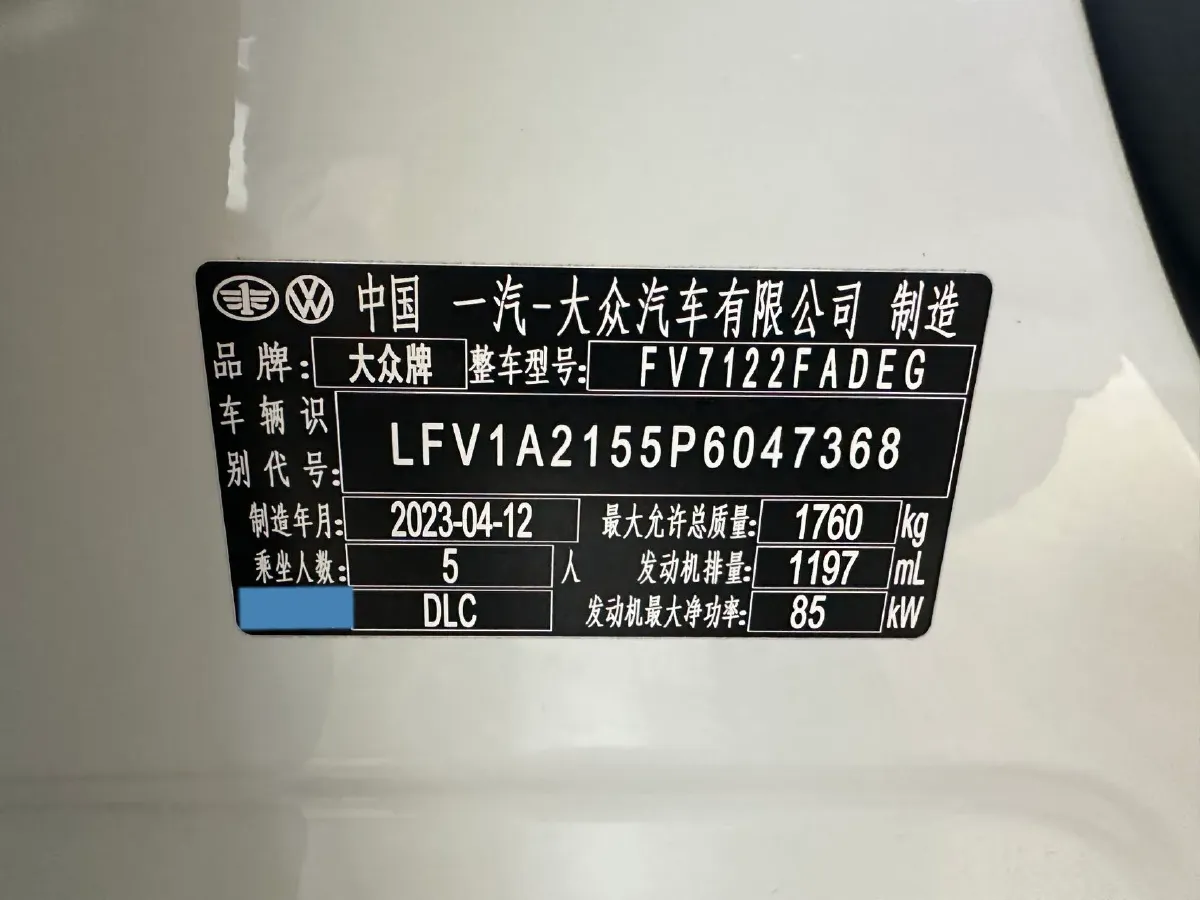 中国 一汽-大众汽车有限公司 制造
品牌: 大众牌 整车型号: FV7122FADEG
车辆识别代号: LFV1A2155P6047368
制造年月: 2023-04-12 最大允许总质量: 1760 kg
乘坐人数: 5 人 发动机排量: 1197 mL
DLC 发动机最大净功率: 85 kW